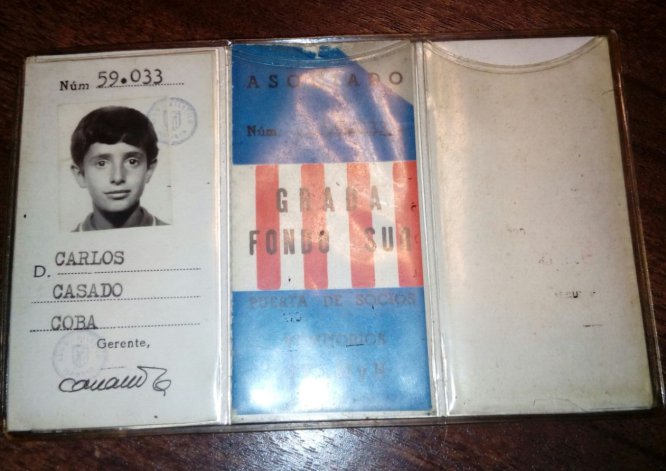 Núm 59.033
D. CARLOS
CASADO
COBA
Gerente,
ASOCIADO
Núm.
GRADA
FONDO SUR
PUERTA DE SOCIOS